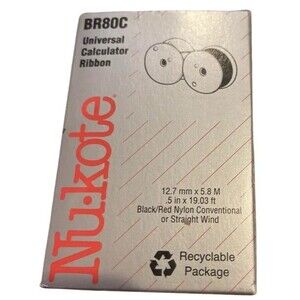 BR80C
Universal
Calculator
Ribbon
12.7 mm x 5.8 M
.5 in x 19.03 ft
Black/Red Nylon Conventional
or Straight Wind
Nu-kote
Recyclable
Package